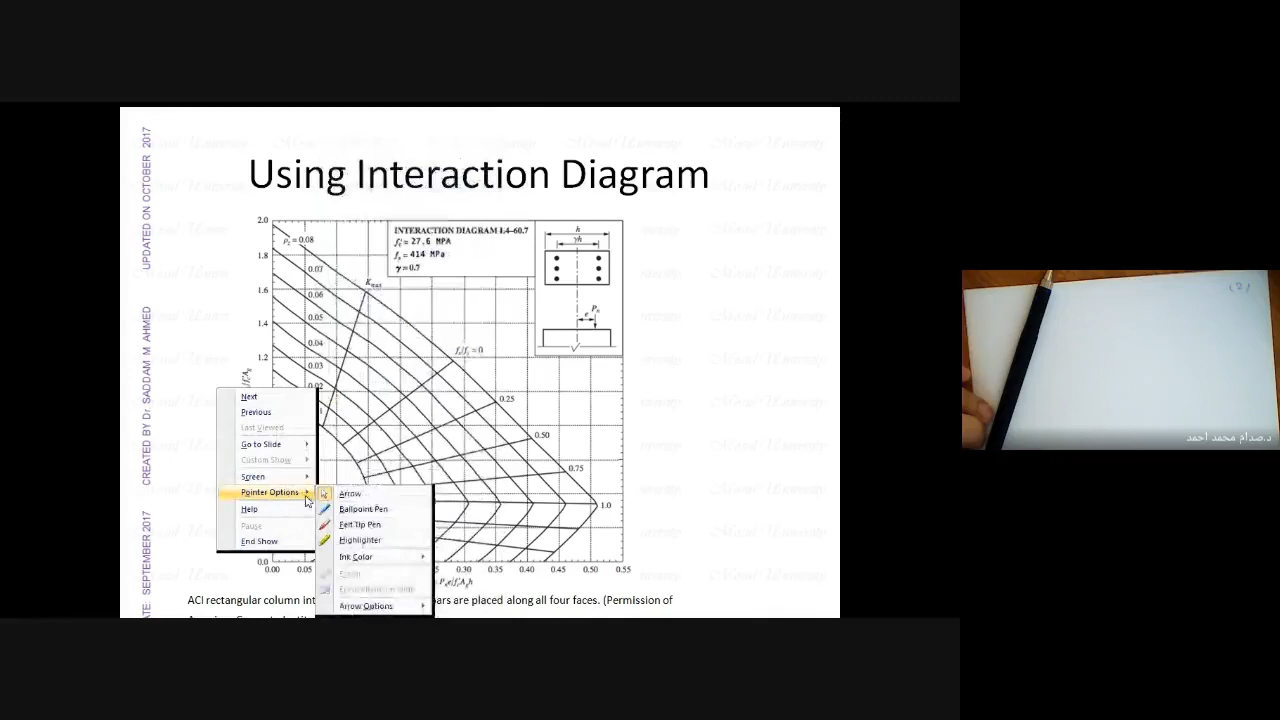 UPDATED ON OCTOBER 2017
CREATED BY Dr. SADDAM M AHMED
SEPTEMBER 2017
Using Interaction Diagram
2.0
1.8
1.6
1.4
1.2
0.0
INTERACTION DIAGRAM L4-60.7
f'c = 27.6 MPA
fy = 414 MPa
γ = 0.7
h
γh
e Pn
0.08
0.07
0.06
0.05
0.04
0.03
0.02
Kmax
fs/fy = 0
0.25
0.50
0.75
1.0
Next
Previous
Last Viewed
Go to Slide
Custom Show
Screen
Pointer Options
Help
Pause
End Show
Arrow
Ballpoint Pen
Felt Tip Pen
Highlighter
Ink Color
Arrow Options
0.00 0.05 0.30 0.35 0.40 0.45 0.50 0.55
= Pne/f'cAgh
ACI rectangular column
bars are placed along all four faces. (Permission of
د.صدام محمد احمد